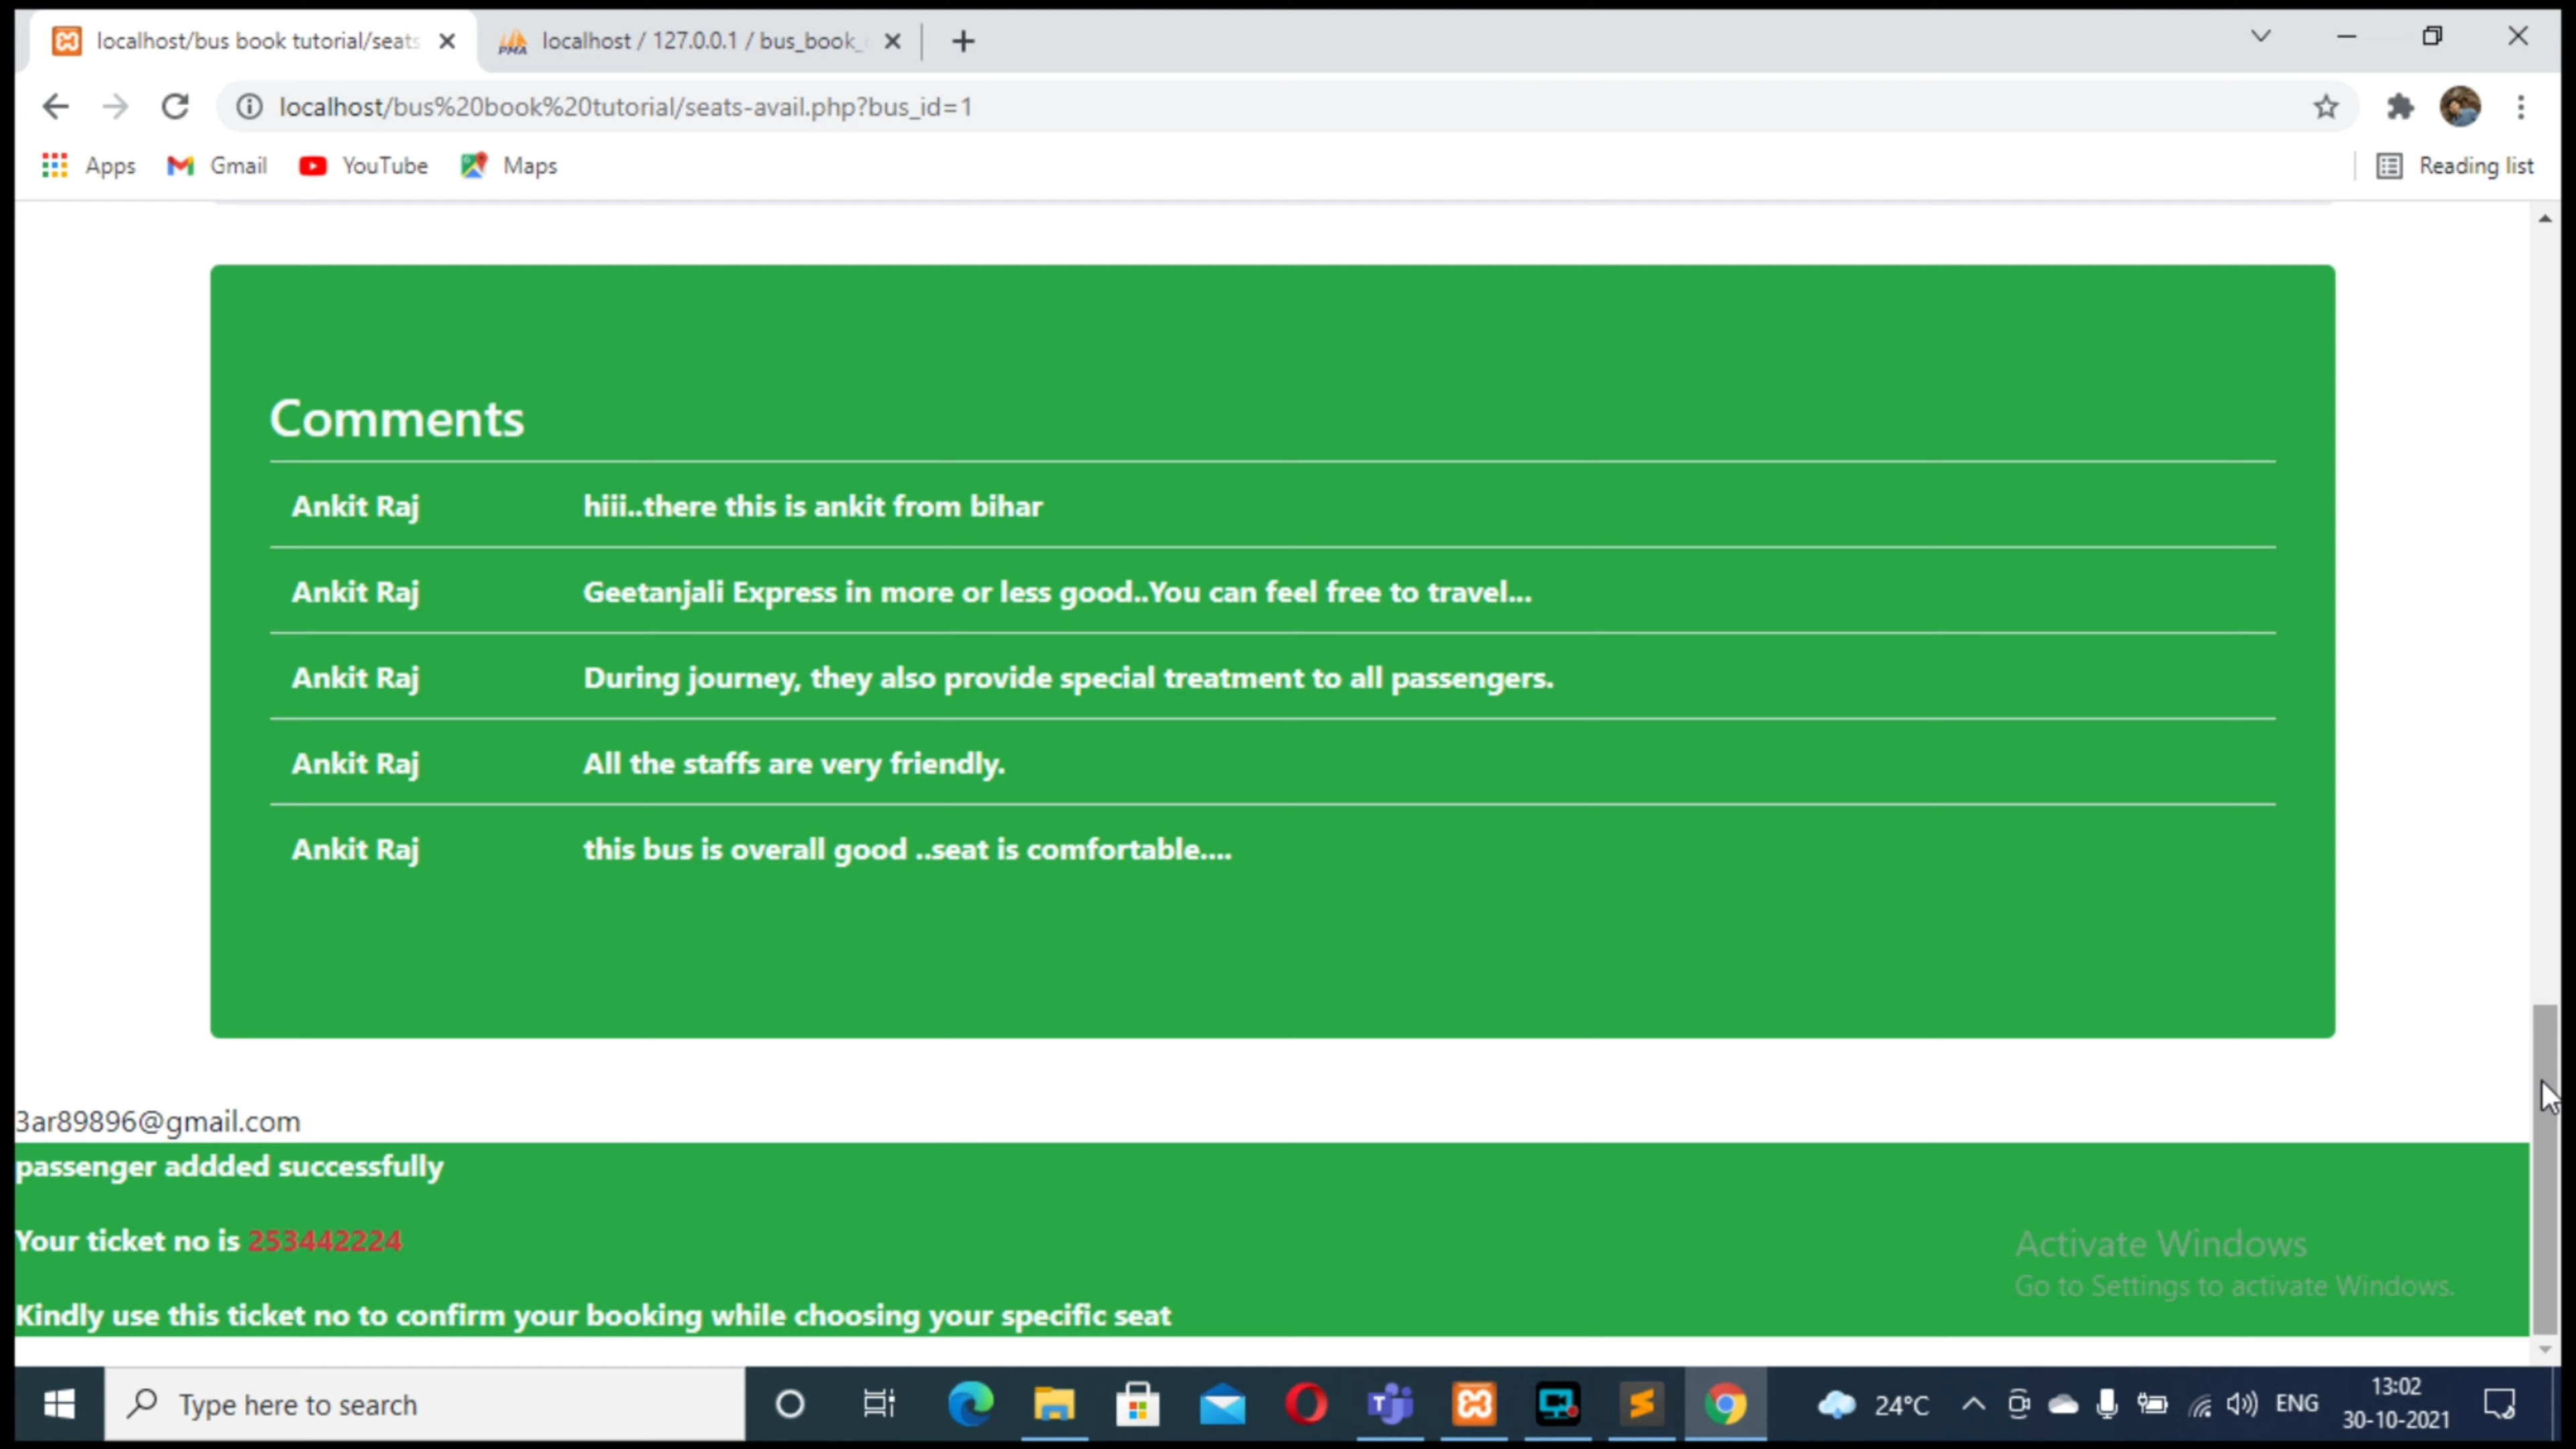 localhost/bus book tutorial/seats
localhost / 127.0.0.1 / bus_book_
localhost/bus%20book%20tutorial/seats-avail.php?bus_id=1
Apps Gmail YouTube Maps Reading list
Comments
Ankit Raj hiii..there this is ankit from bihar
Ankit Raj Geetanjali Express in more or less good..You can feel free to travel...
Ankit Raj During journey, they also provide special treatment to all passengers.
Ankit Raj All the staffs are very friendly.
Ankit Raj this bus is overall good ..seat is comfortable....
3ar89896@gmail.com
passenger addded successfully
Your ticket no is 253442224
Kindly use this ticket no to confirm your booking while choosing your specific seat
Activate Windows
Go to Settings to activate Windows.
Type here to search
24°C ENG
13:02
30-10-2021